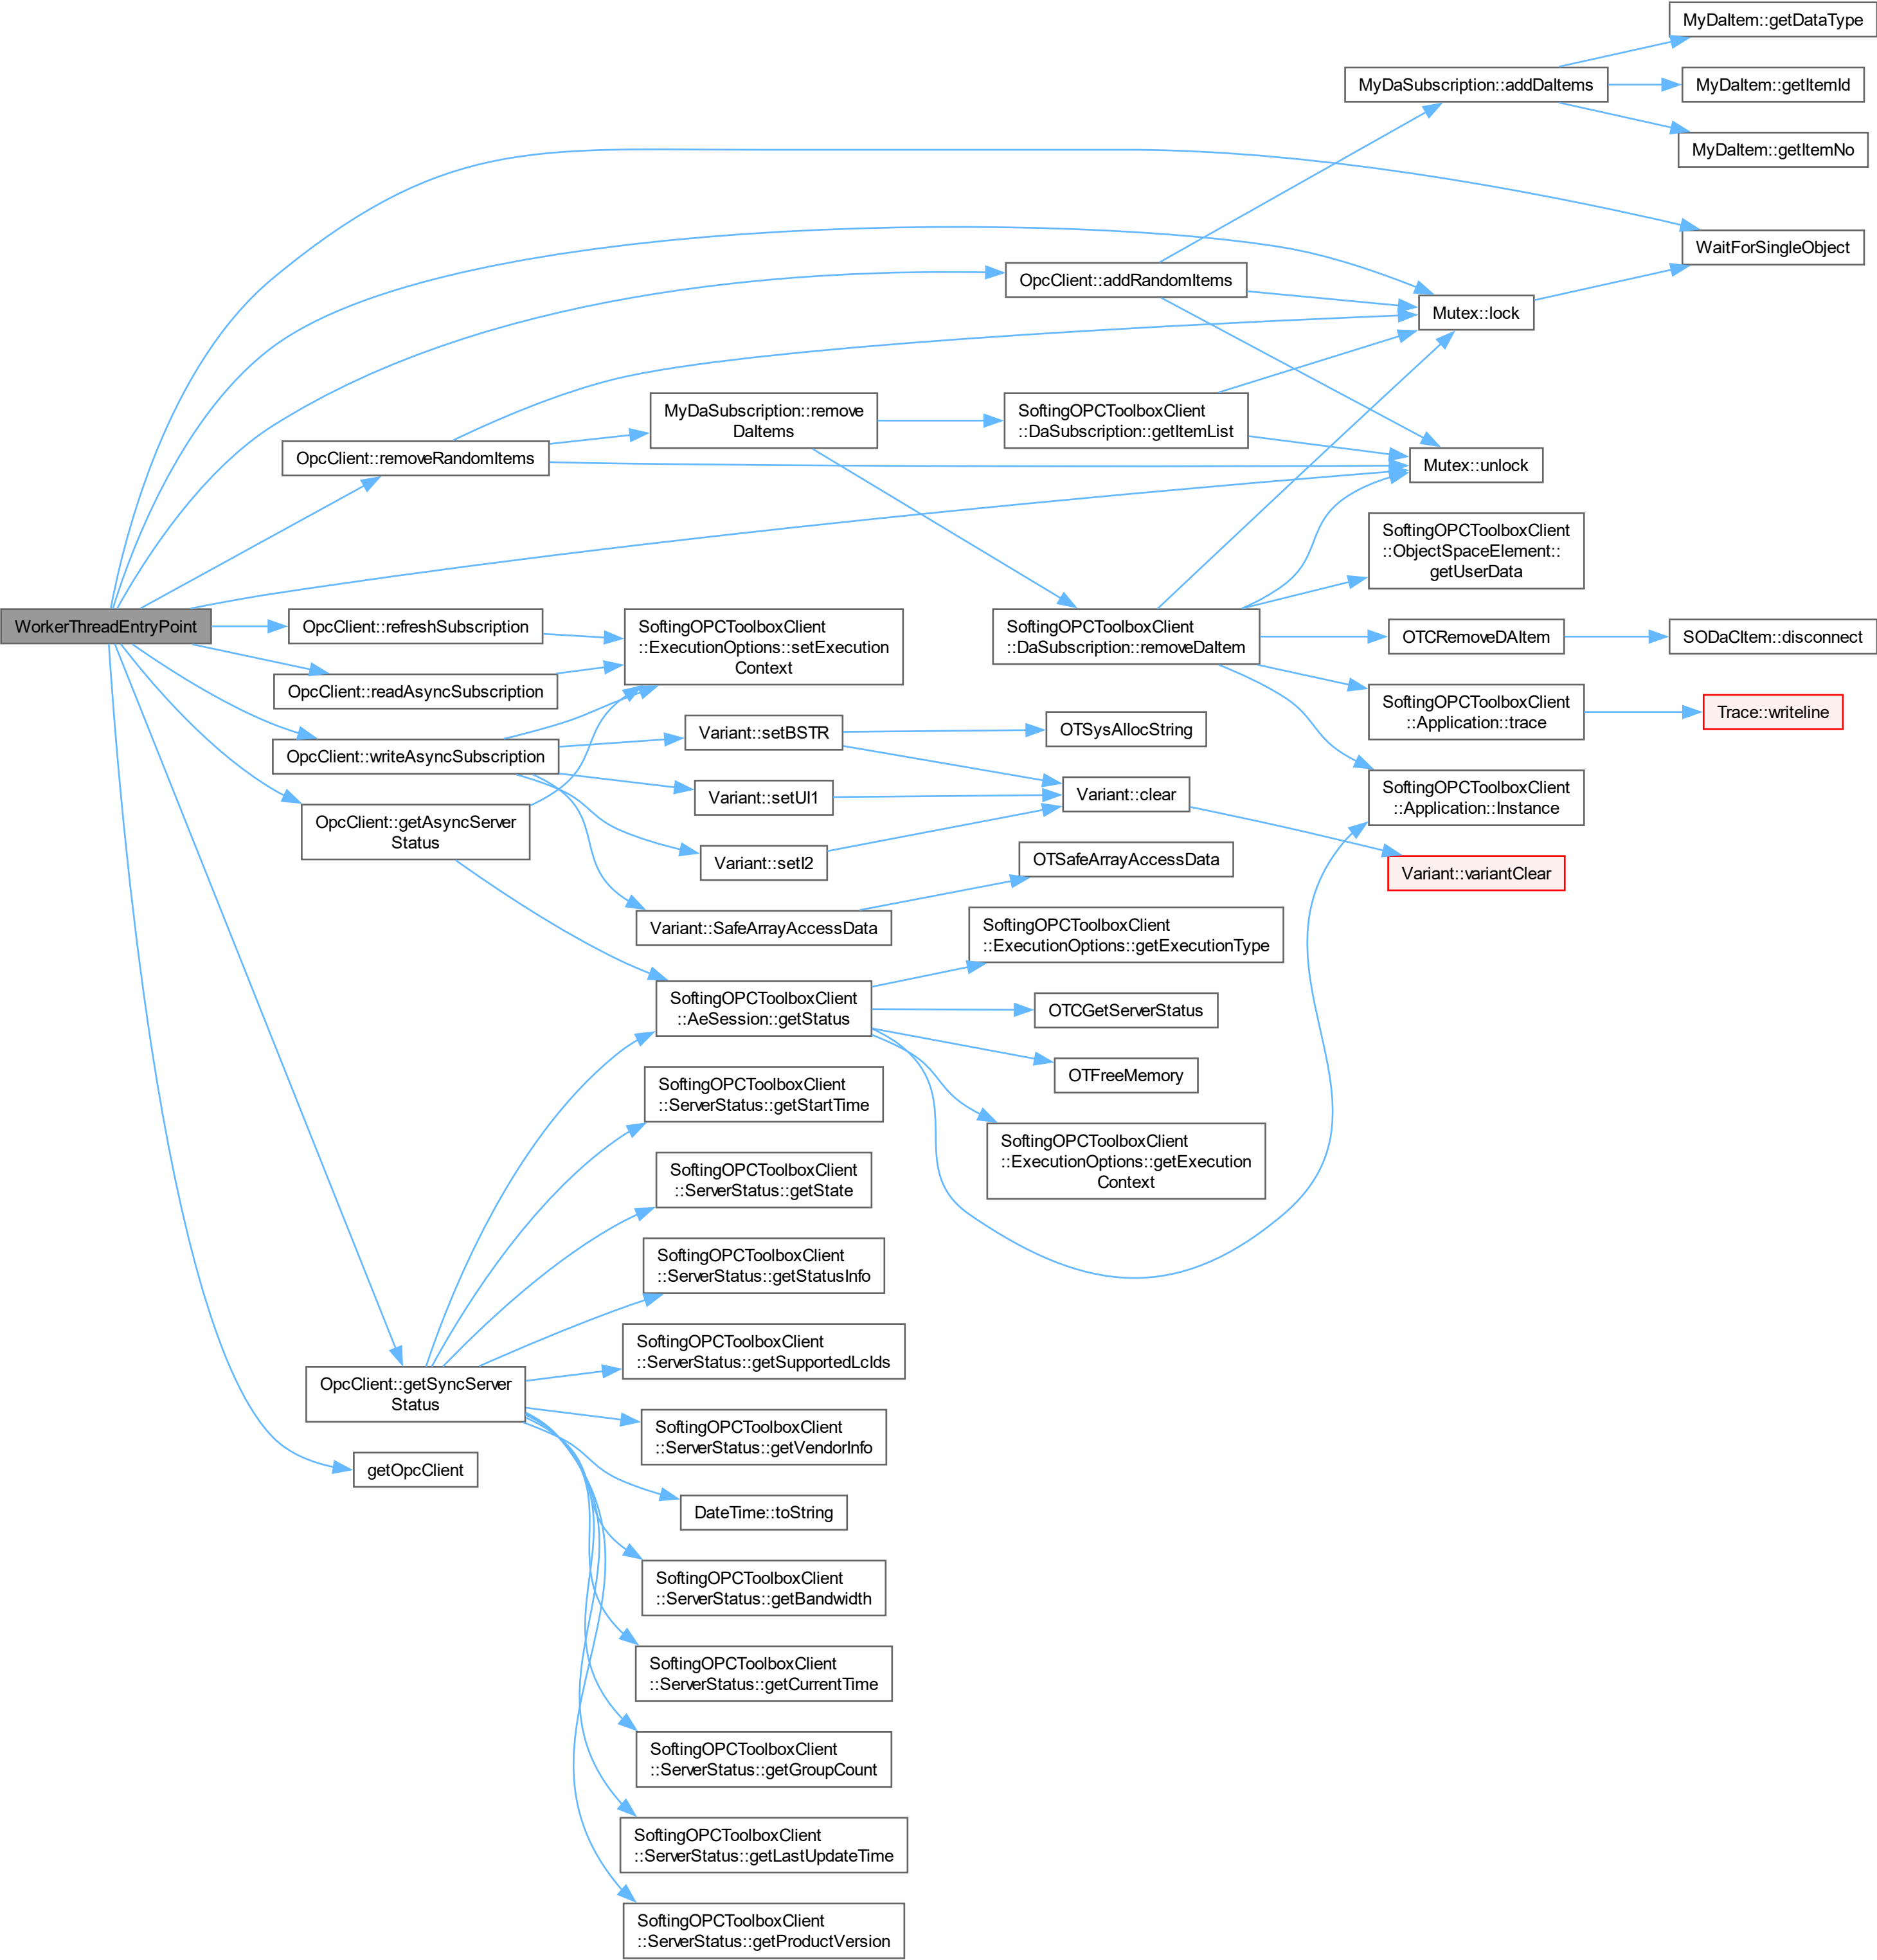 MyDaItem::getDataType
MyDaSubscription::addDaItems
MyDaItem::getItemId
MyDaItem::getItemNo
WaitForSingleObject
OpcClient::addRandomItems
Mutex::lock
MyDaSubscription::remove
DaItems
SoftingOPCToolboxClient
::DaSubscription::getItemList
OpcClient::removeRandomItems
Mutex::unlock
SoftingOPCToolboxClient
::ObjectSpaceElement::
getUserData
WorkerThreadEntryPoint
OpcClient::refreshSubscription
SoftingOPCToolboxClient
::ExecutionOptions::setExecution
Context
SoftingOPCToolboxClient
::DaSubscription::removeDaItem
OTCRemoveDAItem
SODaCItem::disconnect
OpcClient::readAsyncSubscription
SoftingOPCToolboxClient
::Application::trace
Trace::writeline
OpcClient::writeAsyncSubscription
Variant::setBSTR
OTSysAllocString
Variant::setUI1
Variant::clear
SoftingOPCToolboxClient
::Application::Instance
OpcClient::getAsyncServer
Status
Variant::setI2
OTSafeArrayAccessData
Variant::variantClear
Variant::SafeArrayAccessData
SoftingOPCToolboxClient
::ExecutionOptions::getExecutionType
SoftingOPCToolboxClient
::AeSession::getStatus
OTCGetServerStatus
OTFreeMemory
SoftingOPCToolboxClient
::ServerStatus::getStartTime
SoftingOPCToolboxClient
::ExecutionOptions::getExecution
Context
SoftingOPCToolboxClient
::ServerStatus::getState
SoftingOPCToolboxClient
::ServerStatus::getStatusInfo
SoftingOPCToolboxClient
::ServerStatus::getSupportedLcIds
OpcClient::getSyncServer
Status
SoftingOPCToolboxClient
::ServerStatus::getVendorInfo
getOpcClient
DateTime::toString
SoftingOPCToolboxClient
::ServerStatus::getBandwidth
SoftingOPCToolboxClient
::ServerStatus::getCurrentTime
SoftingOPCToolboxClient
::ServerStatus::getGroupCount
SoftingOPCToolboxClient
::ServerStatus::getLastUpdateTime
SoftingOPCToolboxClient
::ServerStatus::getProductVersion